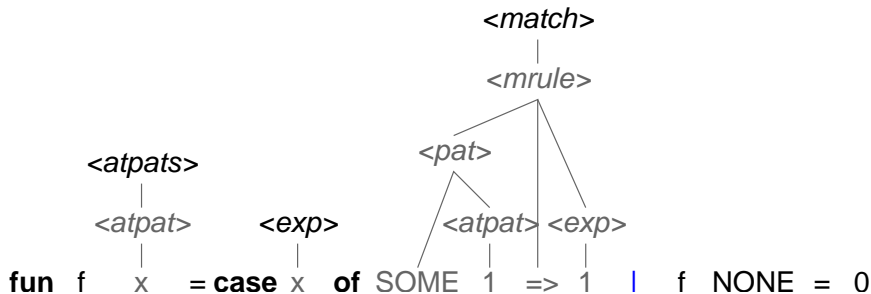 <match>
<mrule>
<pat>
<atpats>
<atpat> <exp> <atpat> <exp>
fun f x = case x of SOME 1 => 1 | f NONE = 0